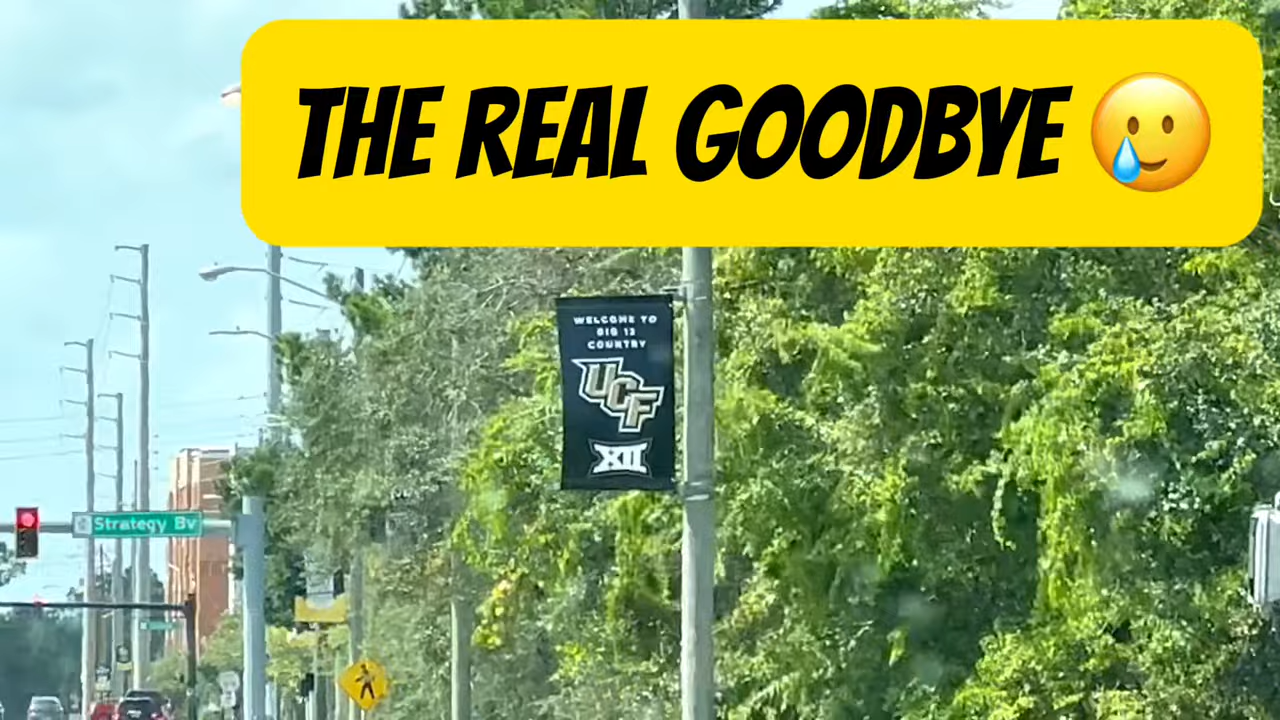 THE REAL GOODBYE 🥲
WELCOME TO
BIG 12
COUNTRY
UCF
XII
Strategy Bv